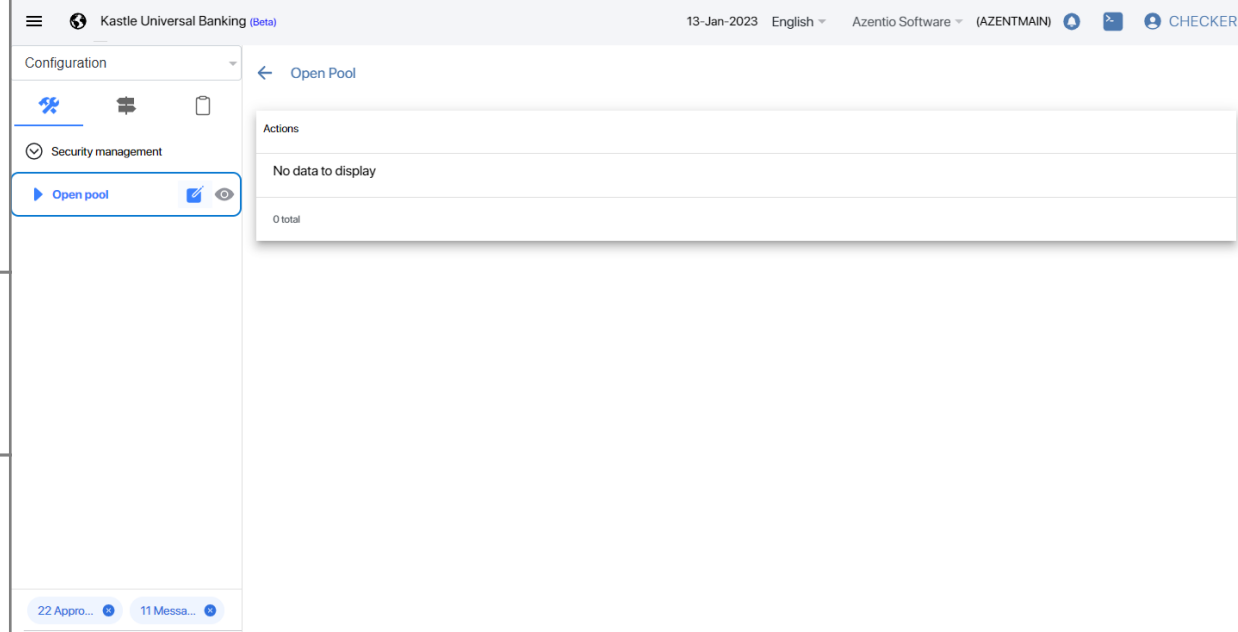 Kastle Universal Banking (Beta)
13-Jan-2023 English Azentio Software (AZENTMAIN) CHECKER
Configuration
Open Pool
Security management
Open pool
Actions
No data to display
0 total
22 Appro... 11 Messa...